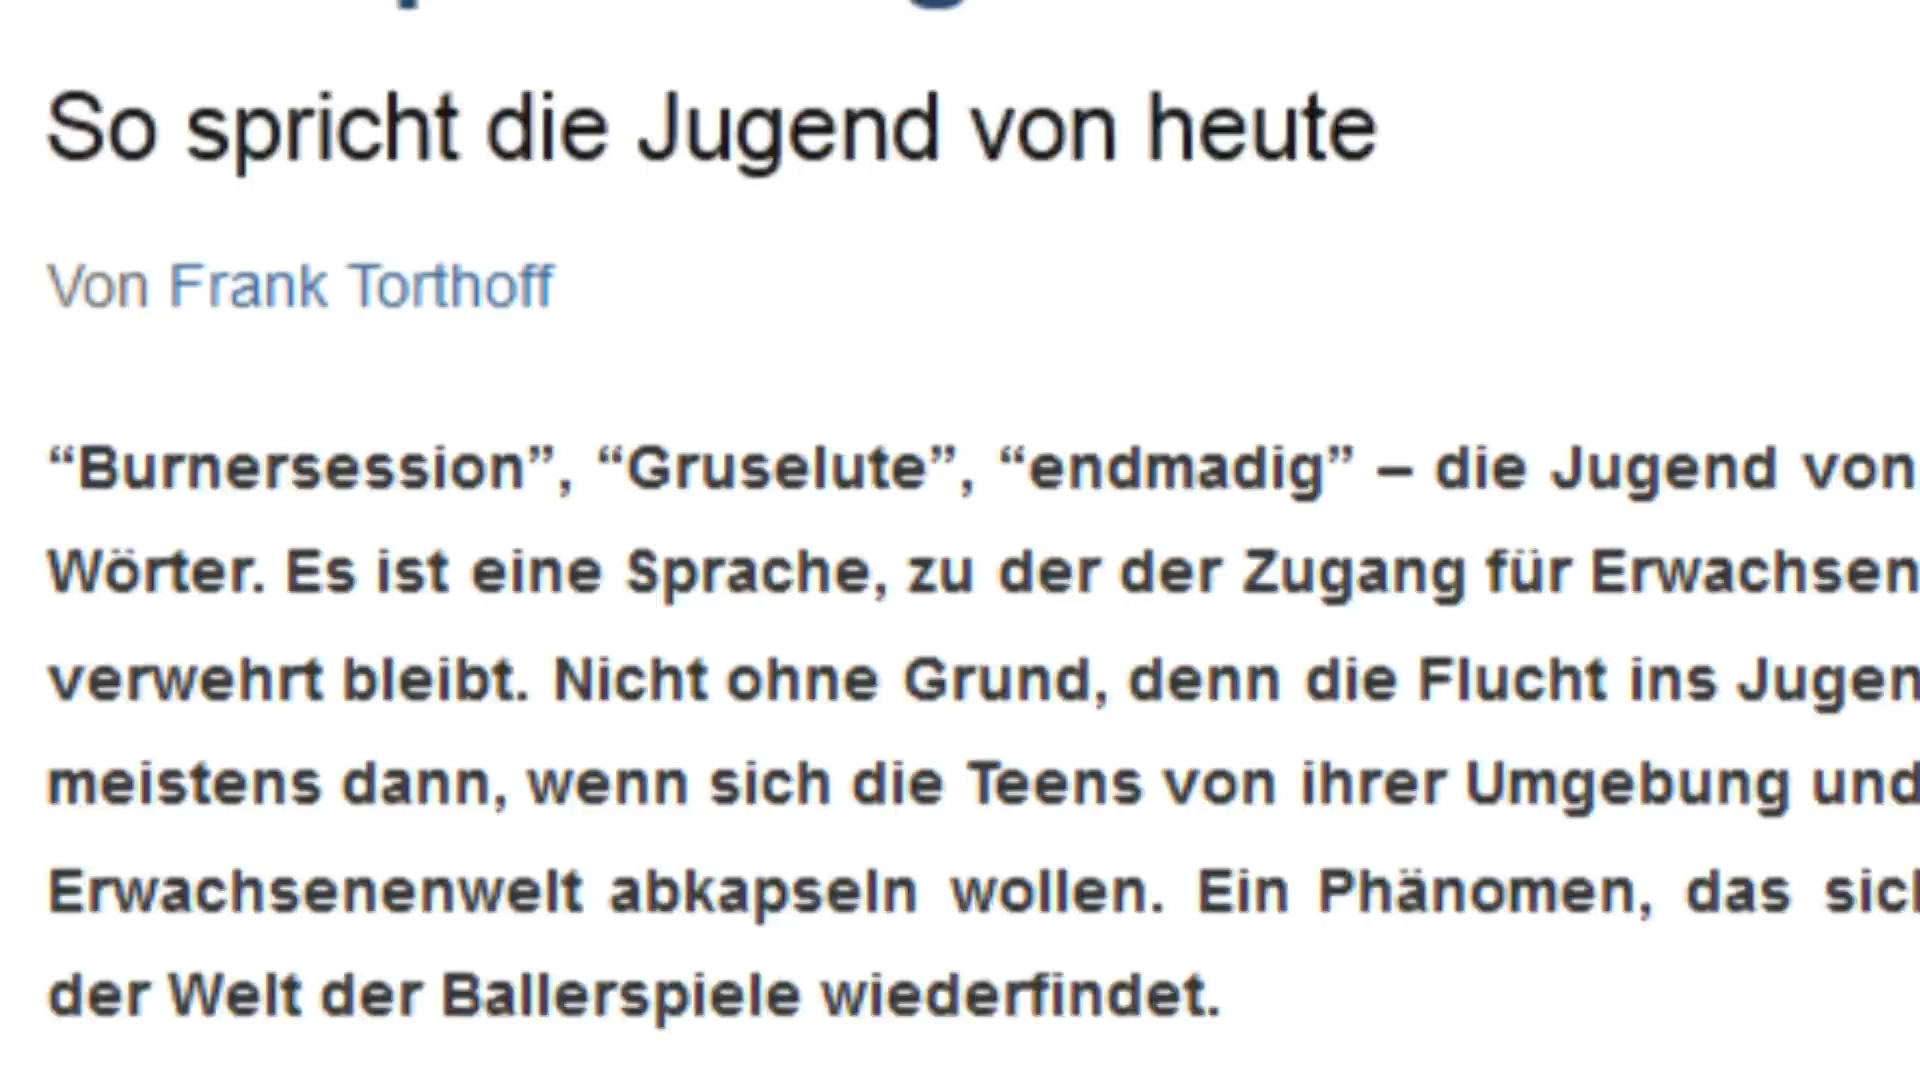 So spricht die Jugend von heute
Von Frank Torthoff
“Burnersession”, “Gruselute”, “endmadig” – die Jugend von
Wörter. Es ist eine Sprache, zu der der Zugang für Erwachsen
verwehrt bleibt. Nicht ohne Grund, denn die Flucht ins Jugen
meistens dann, wenn sich die Teens von ihrer Umgebung und
Erwachsenenwelt abkapseln wollen. Ein Phänomen, das sich
der Welt der Ballerspiele wiederfindet.